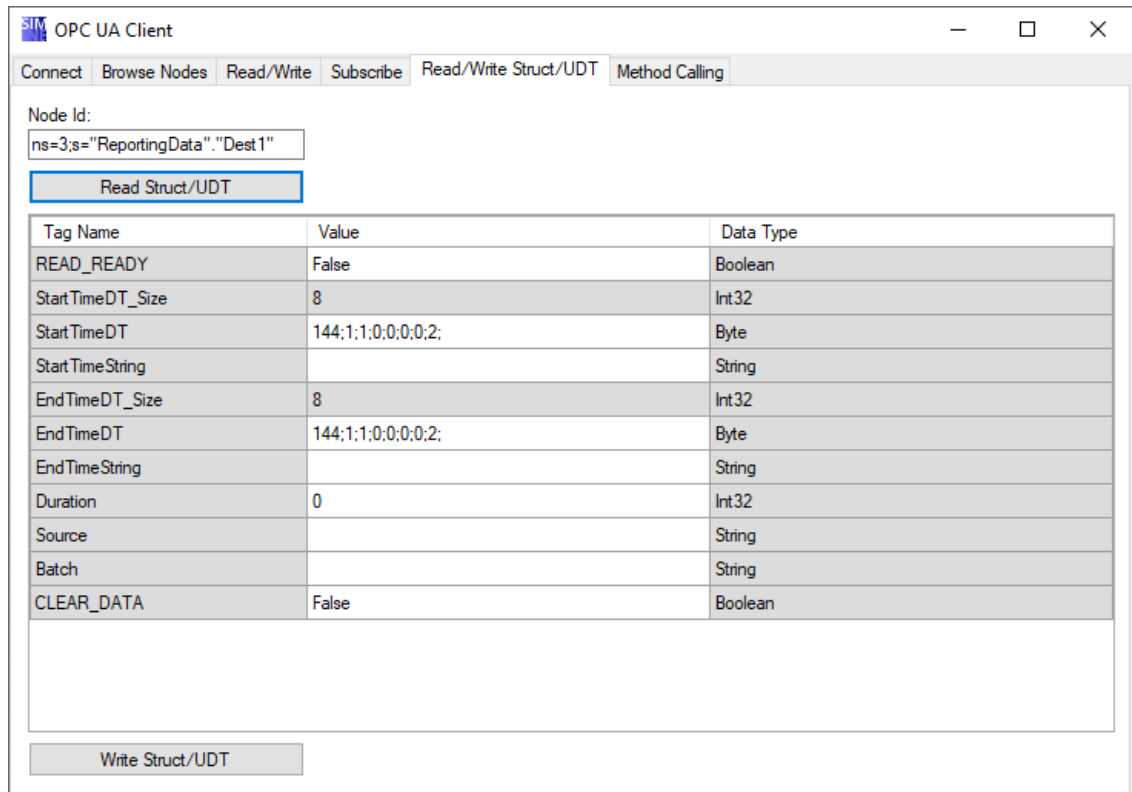 SIM OPC UA Client
Connect Browse Nodes Read/Write Subscribe Read/Write Struct/UDT Method Calling
Node Id:
ns=3;s="ReportingData"."Dest1"
Read Struct/UDT
Tag Name Value Data Type
READ_READY False Boolean
StartTimeDT_Size 8 Int32
StartTimeDT 144;1;1;0;0;0;0;2; Byte
StartTimeString String
EndTimeDT_Size 8 Int32
EndTimeDT 144;1;1;0;0;0;0;2; Byte
EndTimeString String
Duration 0 Int32
Source String
Batch String
CLEAR_DATA False Boolean
Write Struct/UDT